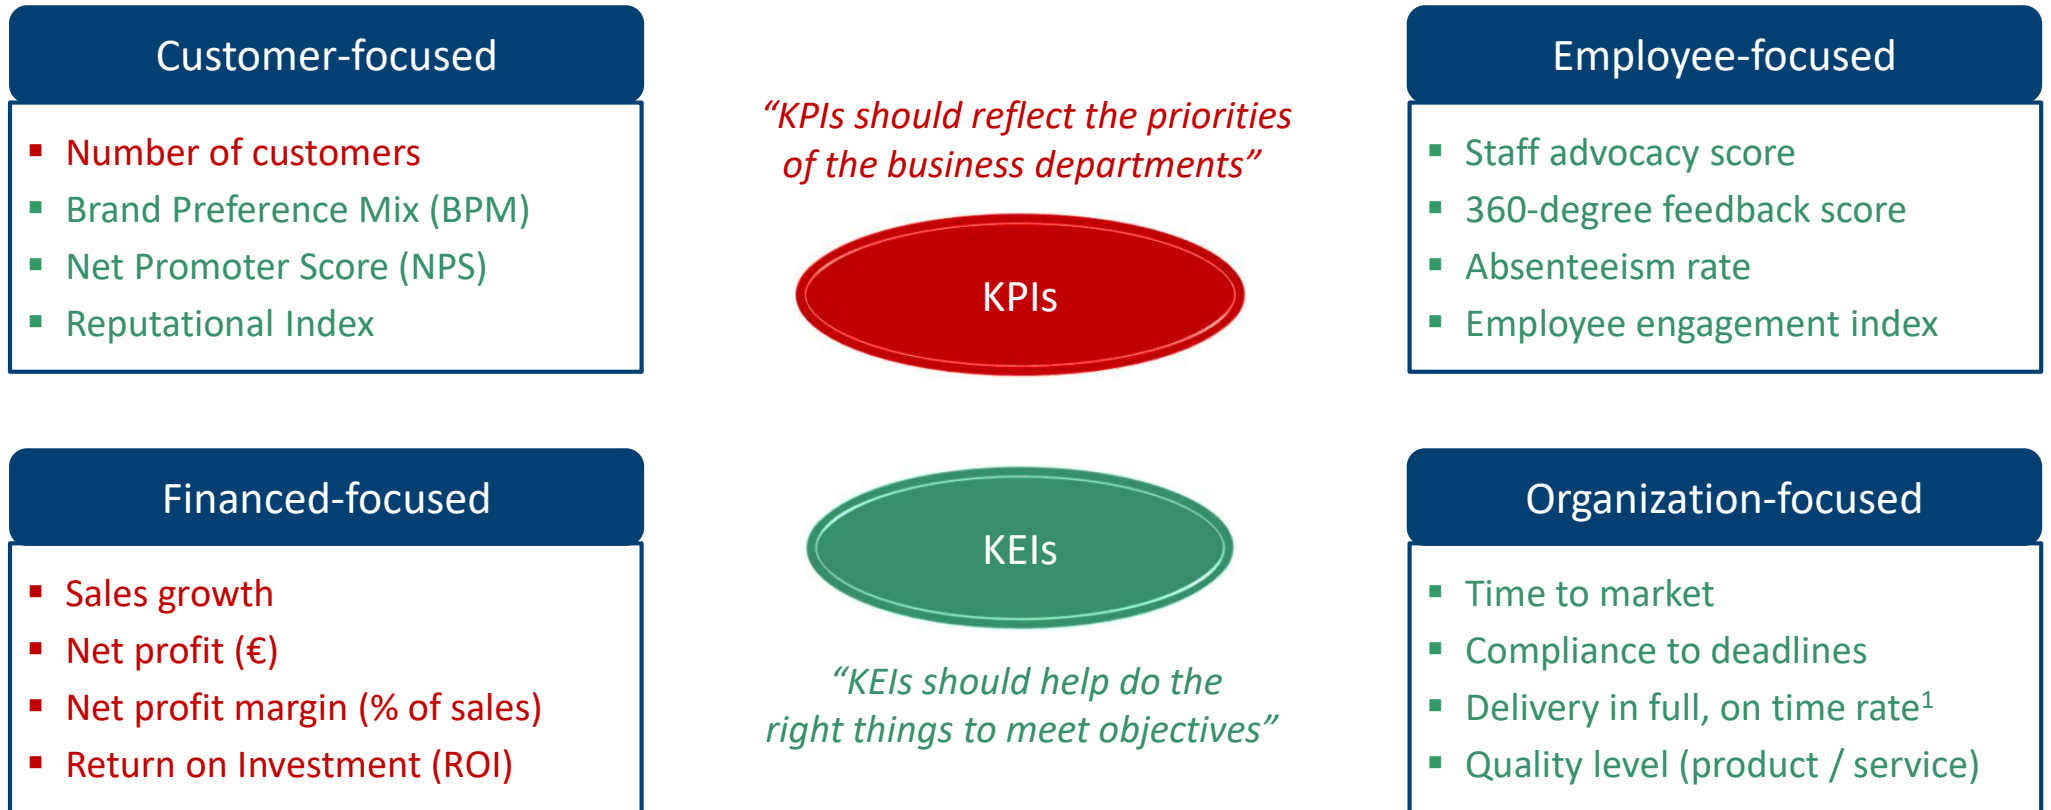 Customer-focused
▪ Number of customers
▪ Brand Preference Mix (BPM)
▪ Net Promoter Score (NPS)
▪ Reputational Index
“KPIs should reflect the priorities
of the business departments”
KPIs
Employee-focused
▪ Staff advocacy score
▪ 360-degree feedback score
▪ Absenteeism rate
▪ Employee engagement index
Financed-focused
▪ Sales growth
▪ Net profit (€)
▪ Net profit margin (% of sales)
▪ Return on Investment (ROI)
KEIs
“KEIs should help do the
right things to meet objectives”
Organization-focused
▪ Time to market
▪ Compliance to deadlines
▪ Delivery in full, on time rate¹
▪ Quality level (product / service)